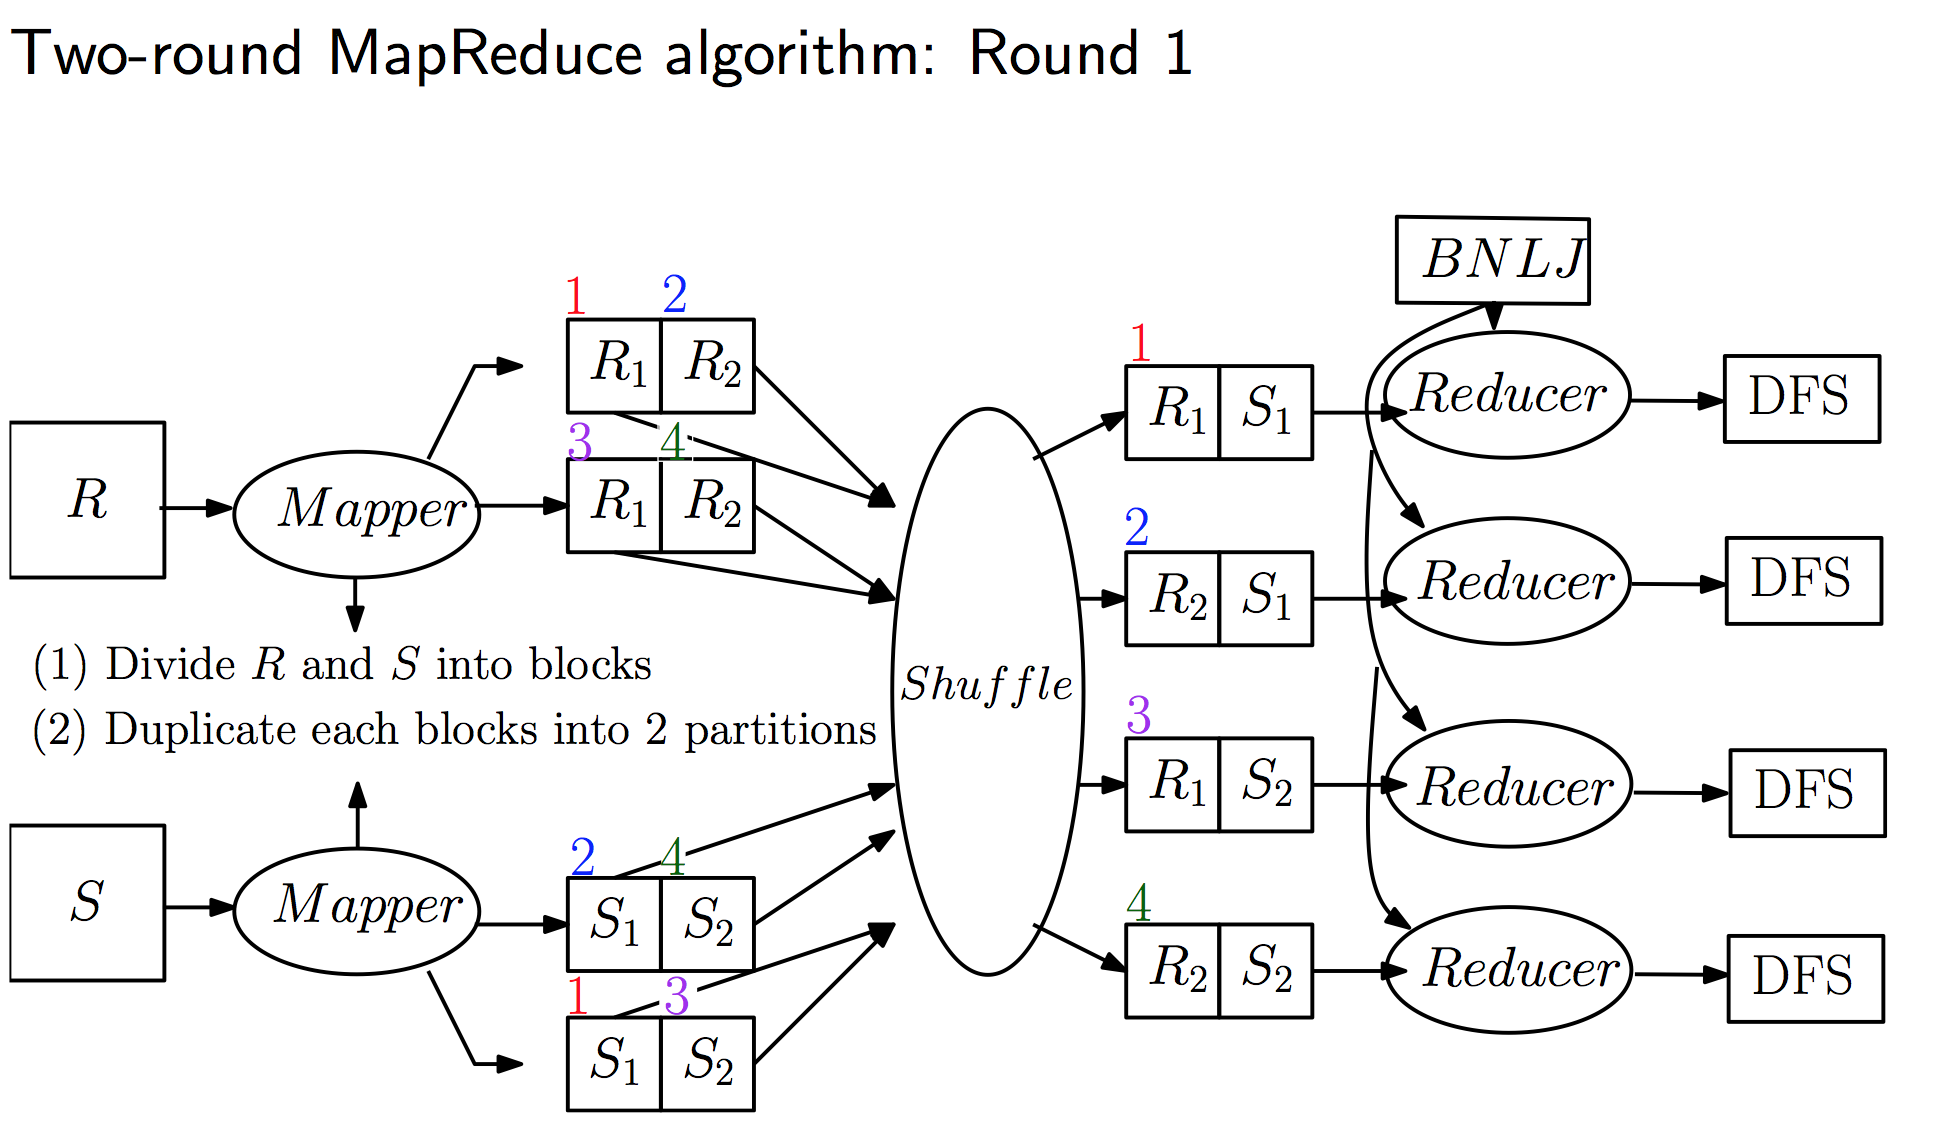 Two-round MapReduce algorithm: Round 1
BNLJ
1 2
R1 R2
3 4
R1 R2
R
Mapper
(1) Divide R and S into blocks
(2) Duplicate each blocks into 2 partitions
S
Mapper
2 4
S1 S2
1 3
S1 S2
Shuffle
1
R1 S1
Reducer
DFS
2
R2 S1
Reducer
DFS
3
R1 S2
Reducer
DFS
4
R2 S2
Reducer
DFS